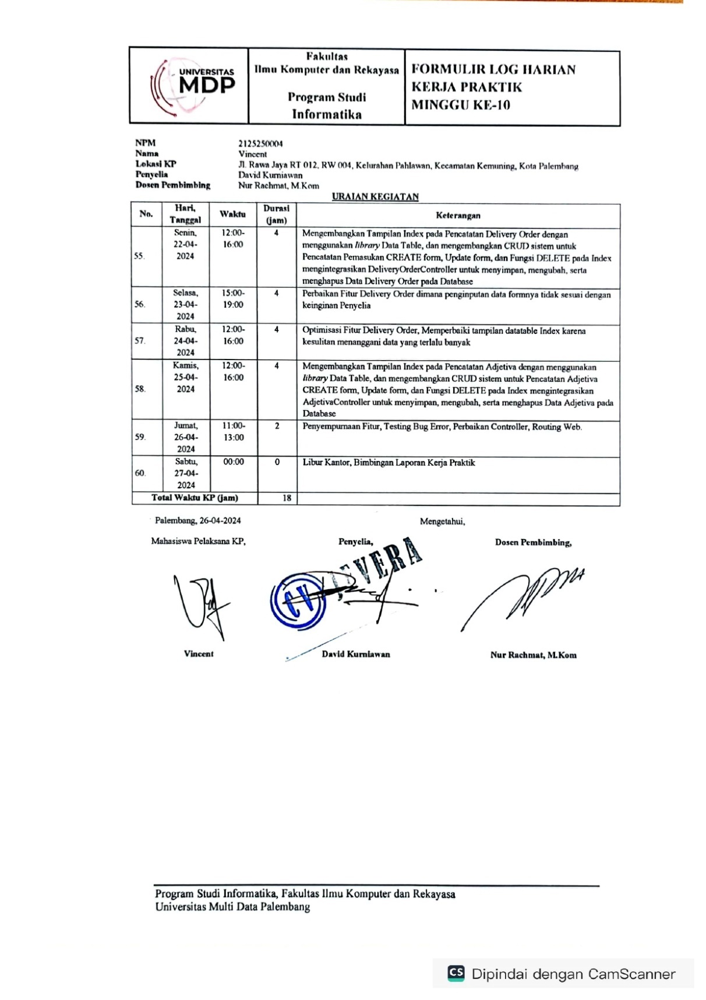 UNIVERSITAS
MDP
Fakultas
Ilmu Komputer dan Rekayasa
Program Studi
Informatika
FORMULIR LOG HARIAN
KERJA PRAKTIK
MINGGU KE-10
NPM 2125250004
Nama Vincent
Lokasi KP Jl. Rawa Jaya RT 012, RW 004, Kelurahan Pahlawan, Kecamatan Kemuning, Kota Palembang
Penyelia David Kurniawan
Dosen Pembimbing Nur Rachmat, M.Kom
URAIAN KEGIATAN
No. Hari, Tanggal Waktu Durasi (jam) Keterangan
55. Senin, 22-04-2024 12:00-16:00 4 Mengembangkan Tampilan Index pada Pencatatan Delivery Order dengan
menggunakan library Data Table, dan mengembangkan CRUD sistem untuk
Pencatatan Pemasukan CREATE form, Update form, dan Fungsi DELETE pada Index
mengintegrasikan DeliveryOrderController untuk menyimpan, mengubah, serta
menghapus Data Delivery Order pada Database
56. Selasa, 23-04-2024 15:00-19:00 4 Perbaikan Fitur Delivery Order dimana penginputan data formnya tidak sesuai dengan
keinginan Penyelia
57. Rabu, 24-04-2024 12:00-16:00 4 Optimisasi Fitur Delivery Order, Memperbaiki tampilan datatable Index karena
kesulitan menanggani data yang terlalu banyak
58. Kamis, 25-04-2024 12:00-16:00 4 Mengembangkan Tampilan Index pada Pencatatan Adjetiva dengan menggunakan
library Data Table, dan mengembangkan CRUD sistem untuk Pencatatan Adjetiva
CREATE form, Update form, dan Fungsi DELETE pada Index mengintegrasikan
AdjetivaController untuk menyimpan, mengubah, serta menghapus Data Adjetiva pada
Database
59. Jumat, 26-04-2024 11:00-13:00 2 Penyempurnaan Fitur, Testing Bug Error, Perbaikan Controller, Routing Web.
60. Sabtu, 27-04-2024 00:00 0 Libur Kantor, Bimbingan Laporan Kerja Praktik
Total Waktu KP (jam) 18
Palembang, 26-04-2024 Mengetahui,
Mahasiswa Pelaksana KP, Penyelia, Dosen Pembimbing,
CV
Vincent David Kurniawan Nur Rachmat, M.Kom
Program Studi Informatika, Fakultas Ilmu Komputer dan Rekayasa
Universitas Multi Data Palembang
CS Dipindai dengan CamScanner